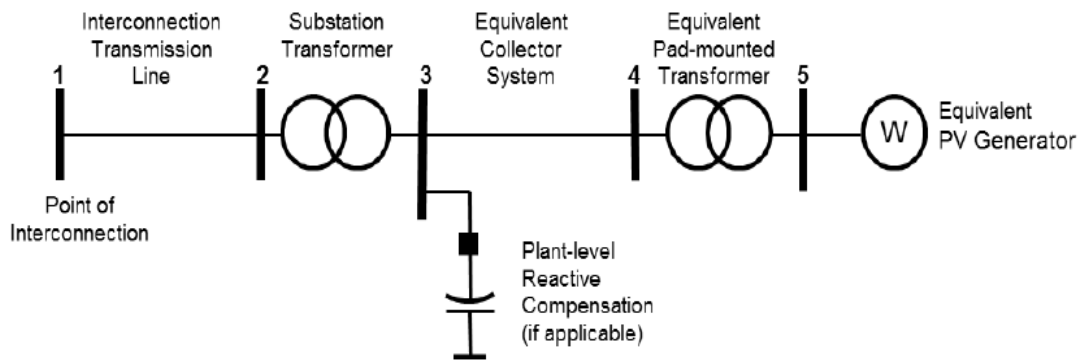 Interconnection
Transmission
Line
Substation
Transformer
Equivalent
Collector
System
Equivalent
Pad-mounted
Transformer
1
2
3
4
5
W
Equivalent
PV Generator
Point of
Interconnection
Plant-level
Reactive
Compensation
(if applicable)